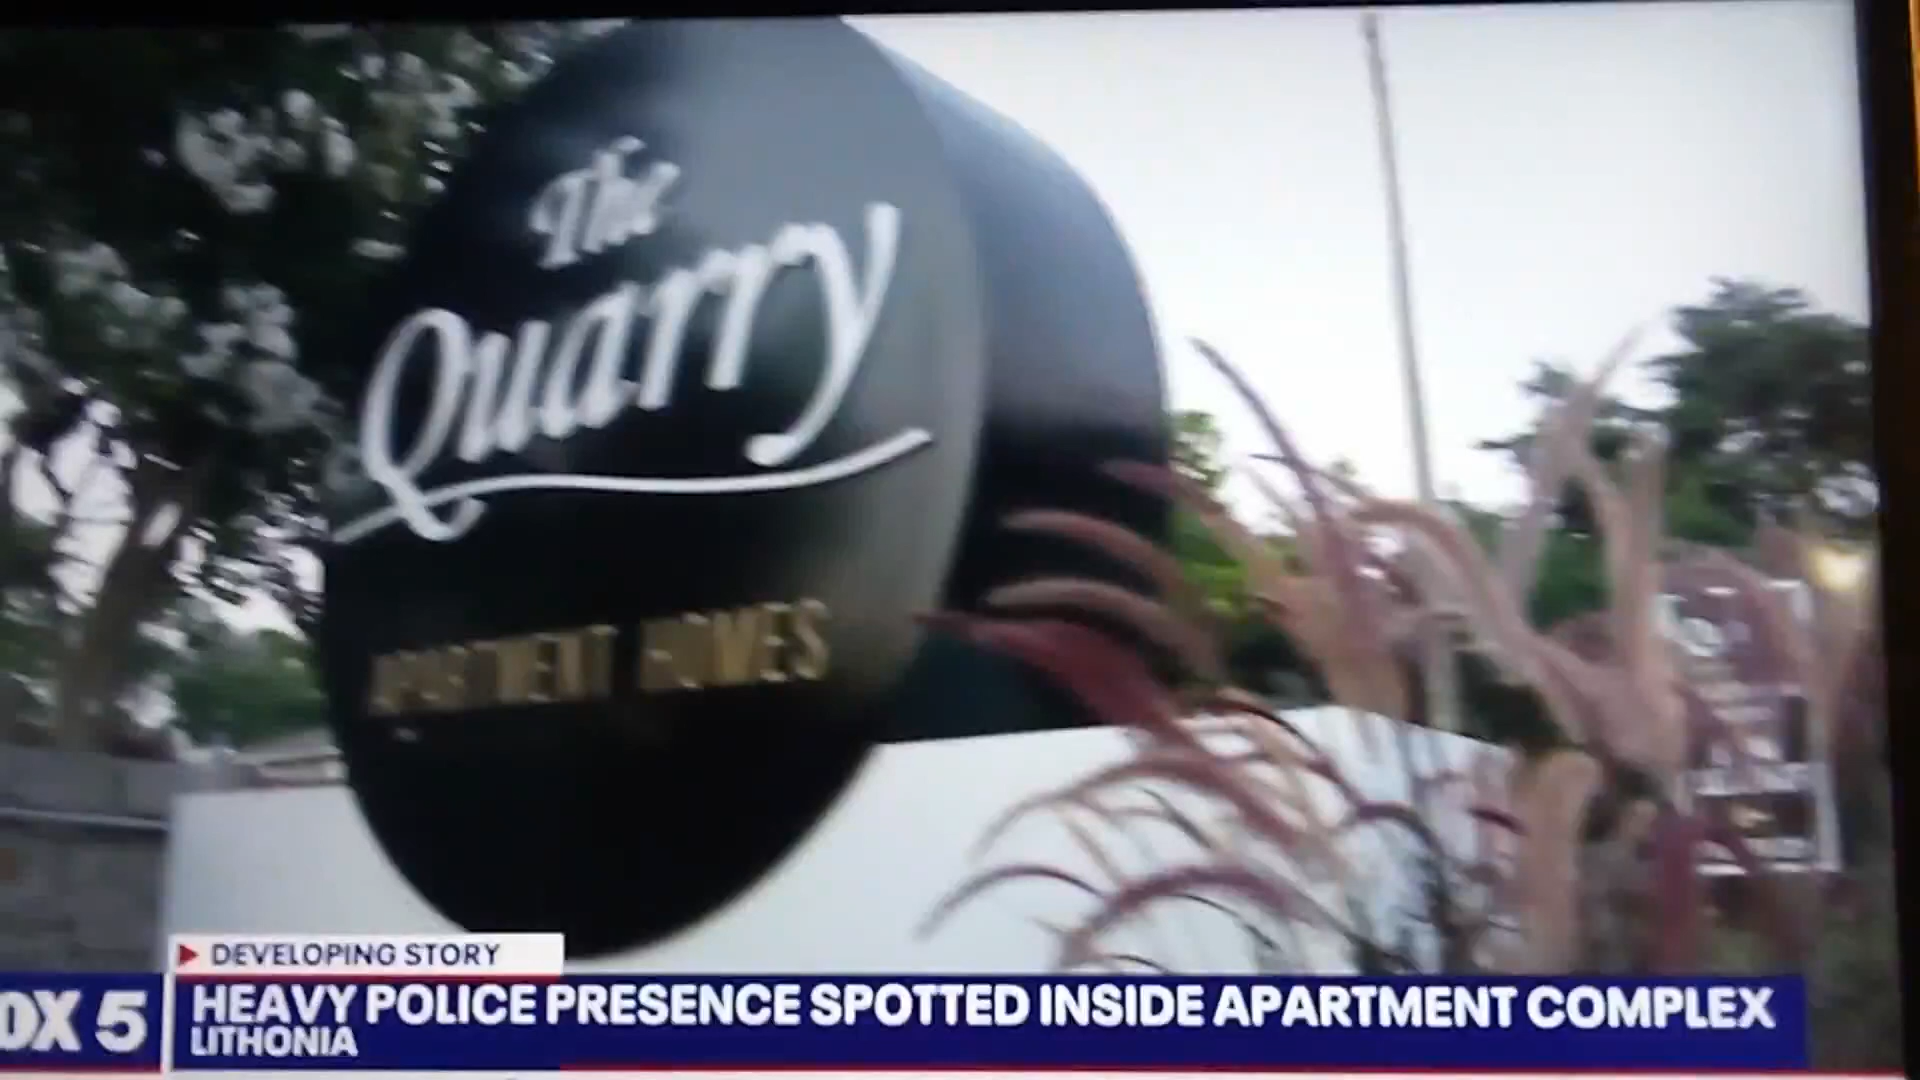 The
Quarry
APARTMENT HOMES
DEVELOPING STORY
OX 5
HEAVY POLICE PRESENCE SPOTTED INSIDE APARTMENT COMPLEX
LITHONIA